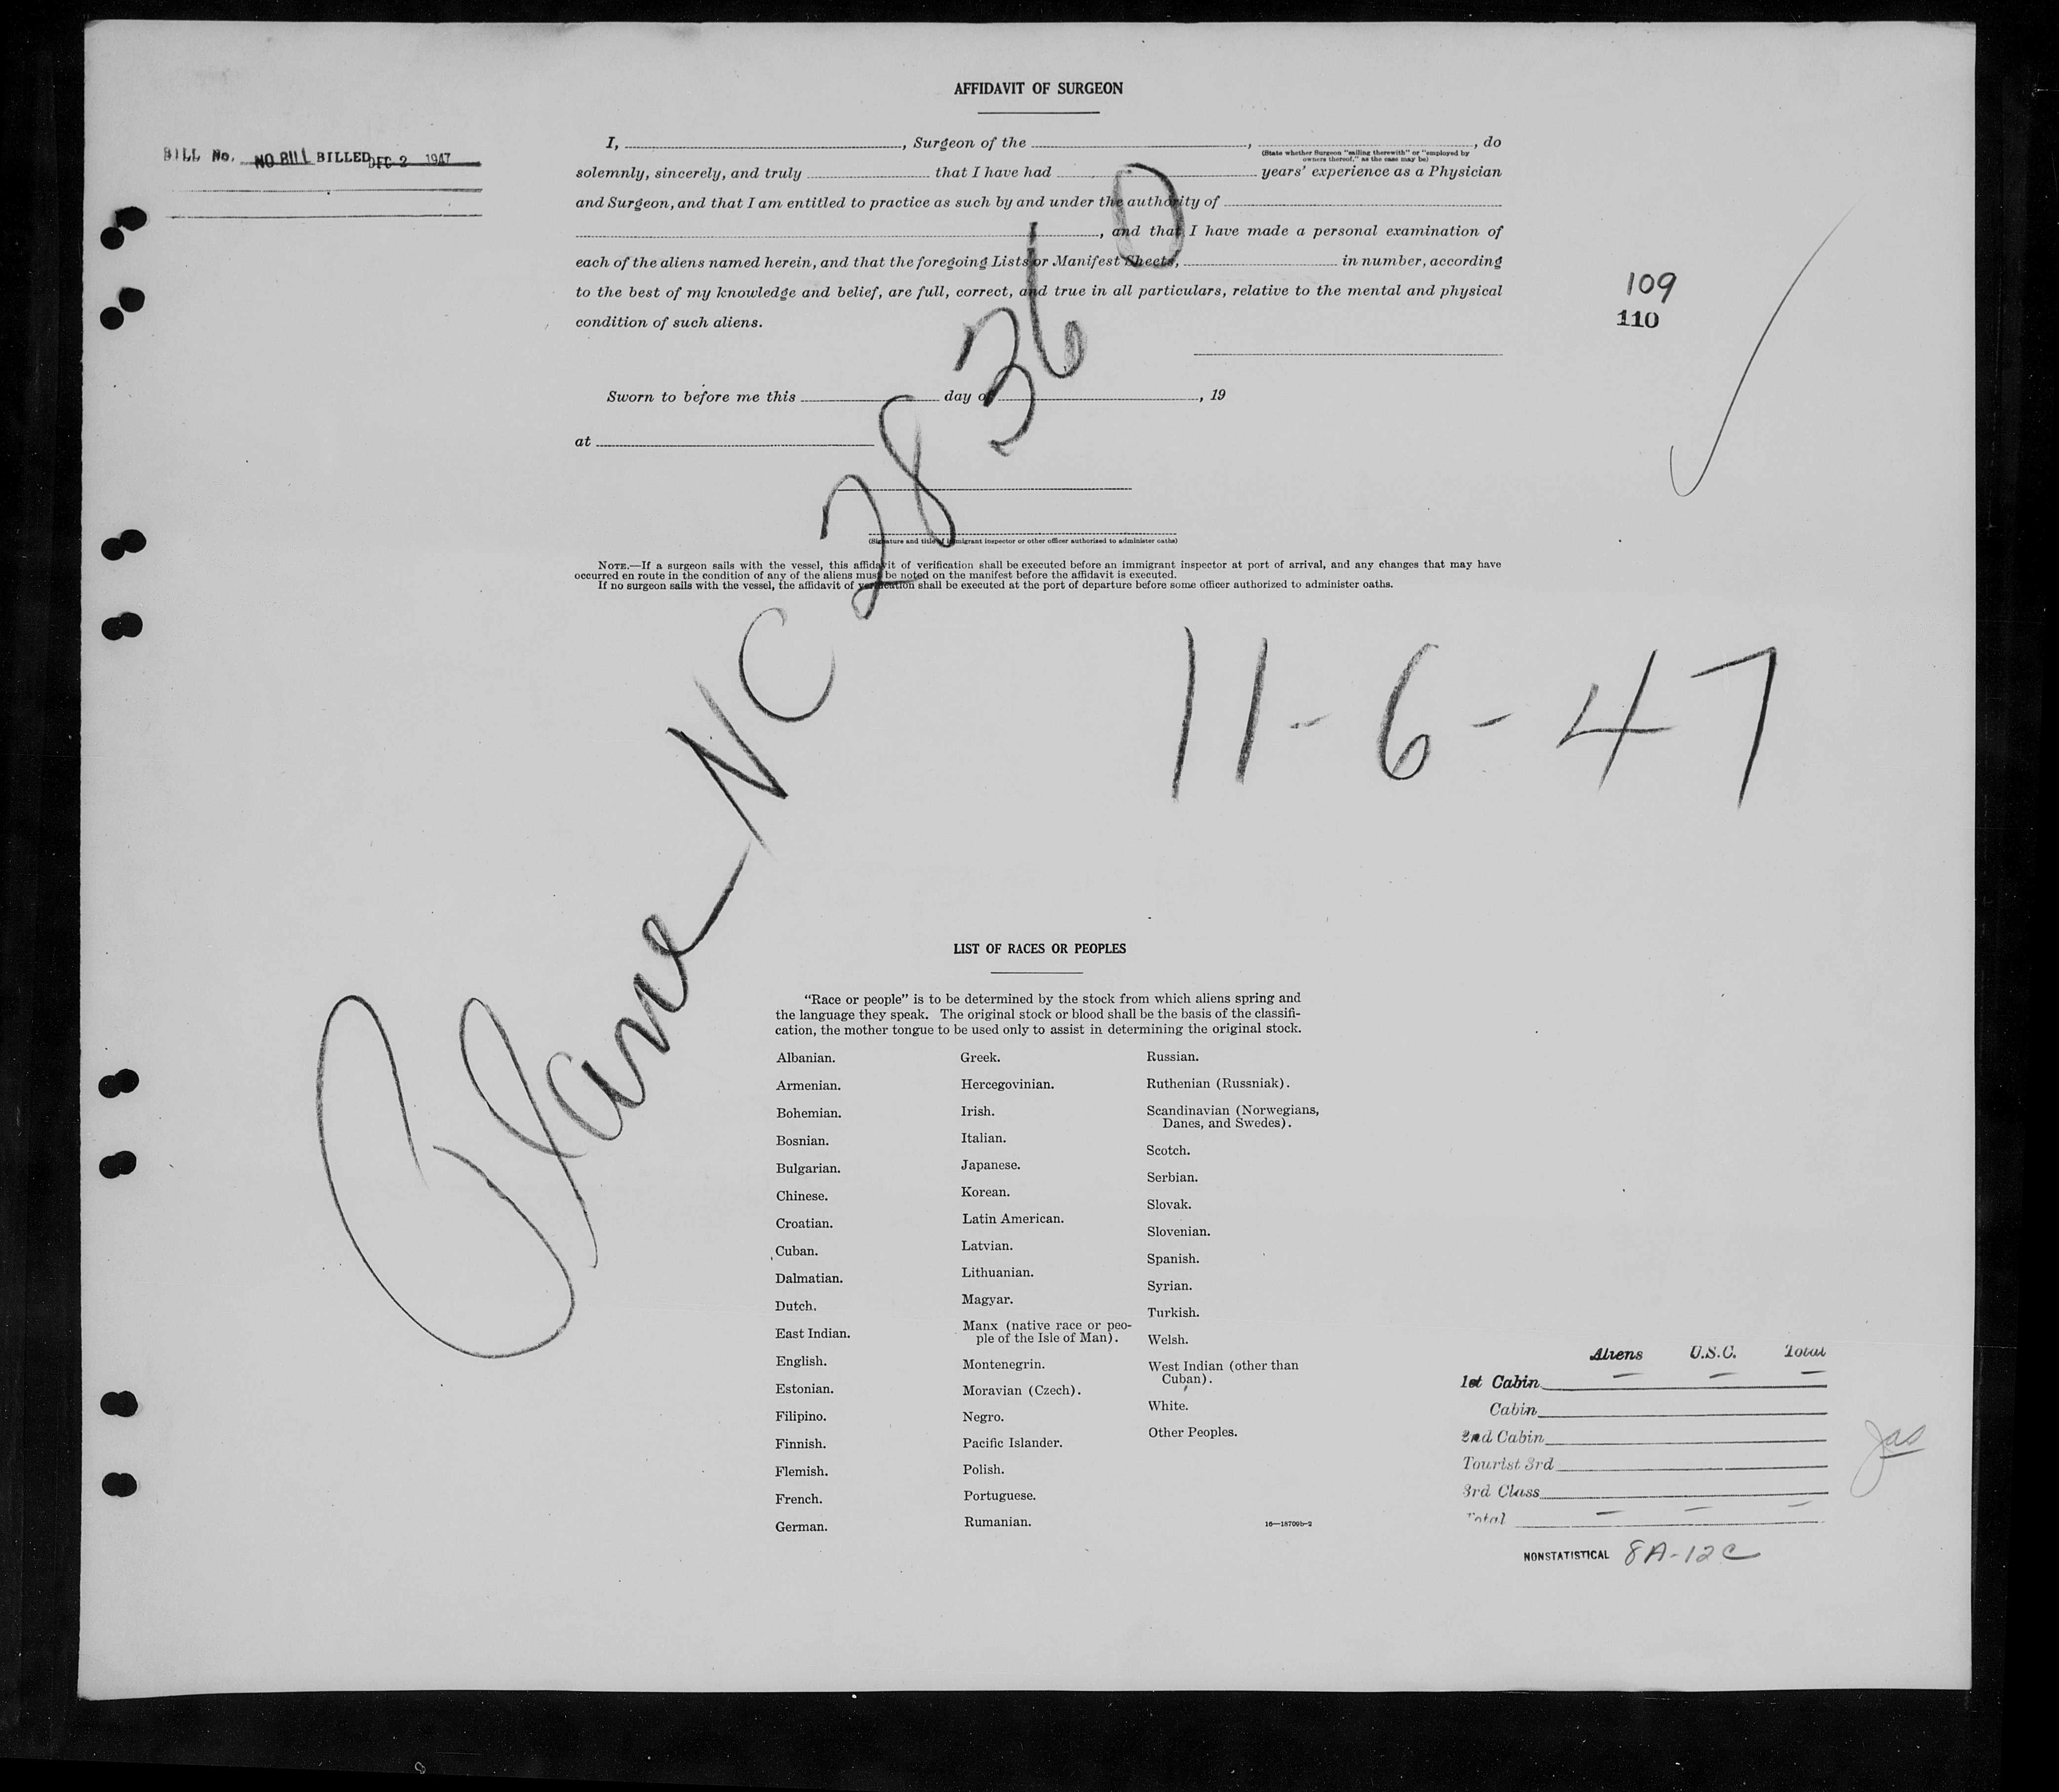 AFFIDAVIT OF SURGEON
BILL No. NO BILL BILLED DEC 2 1947
I, , Surgeon of the , , do
(State whether Surgeon "sailing therewith" or "employed by
owners thereof," as the case may be)
solemnly, sincerely, and truly that I have had years' experience as a Physician
and Surgeon, and that I am entitled to practice as such by and under the authority of
, and that I have made a personal examination of
each of the aliens named herein, and that the foregoing Lists or Manifest Sheets, in number, according
to the best of my knowledge and belief, are full, correct, and true in all particulars, relative to the mental and physical
condition of such aliens.
109
110
Sworn to before me this day of , 19
at
(Signature and title of immigrant inspector or other officer authorized to administer oaths)
NOTE.—If a surgeon sails with the vessel, this affidavit of verification shall be executed before an immigrant inspector at port of arrival, and any changes that may have
occurred en route in the condition of any of the aliens must be noted on the manifest before the affidavit is executed.
If no surgeon sails with the vessel, the affidavit of verification shall be executed at the port of departure before some officer authorized to administer oaths.
Plane NC 28360
11-6-47
LIST OF RACES OR PEOPLES
"Race or people" is to be determined by the stock from which aliens spring and
the language they speak. The original stock or blood shall be the basis of the classifi-
cation, the mother tongue to be used only to assist in determining the original stock.
Albanian.
Armenian.
Bohemian.
Bosnian.
Bulgarian.
Chinese.
Croatian.
Cuban.
Dalmatian.
Dutch.
East Indian.
English.
Estonian.
Filipino.
Finnish.
Flemish.
French.
German.
Greek.
Hercegovinian.
Irish.
Italian.
Japanese.
Korean.
Latin American.
Latvian.
Lithuanian.
Magyar.
Manx (native race or peo-
ple of the Isle of Man).
Montenegrin.
Moravian (Czech).
Negro.
Pacific Islander.
Polish.
Portuguese.
Rumanian.
Russian.
Ruthenian (Russniak).
Scandinavian (Norwegians,
Danes, and Swedes).
Scotch.
Serbian.
Slovak.
Slovenian.
Spanish.
Syrian.
Turkish.
Welsh.
West Indian (other than
Cuban).
White.
Other Peoples.
16—18709b-2
Aliens U.S.C. Total
1st Cabin — — —
Cabin
2nd Cabin
Tourist 3rd
3rd Class
Total — — —
NONSTATISTICAL 8A-12C